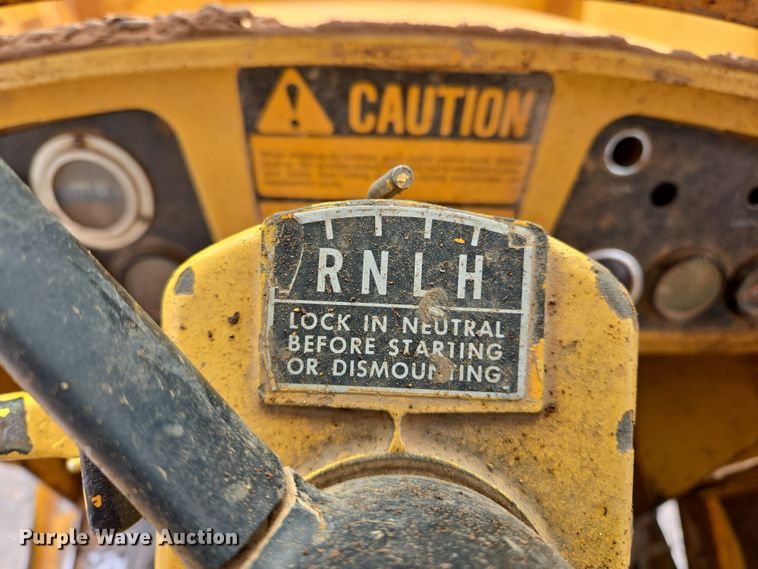 CAUTION
R N L H
LOCK IN NEUTRAL
BEFORE STARTING
OR DISMOUNTING
Purple Wave Auction